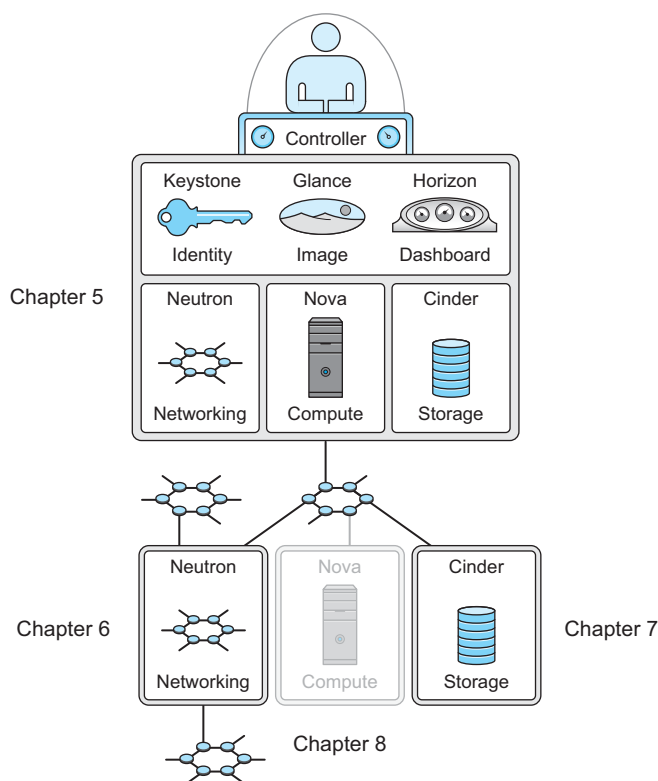 Controller
Keystone Glance Horizon
Identity Image Dashboard
Chapter 5
Neutron Nova Cinder
Networking Compute Storage
Neutron Nova Cinder
Chapter 6 Chapter 7
Networking Compute Storage
Chapter 8